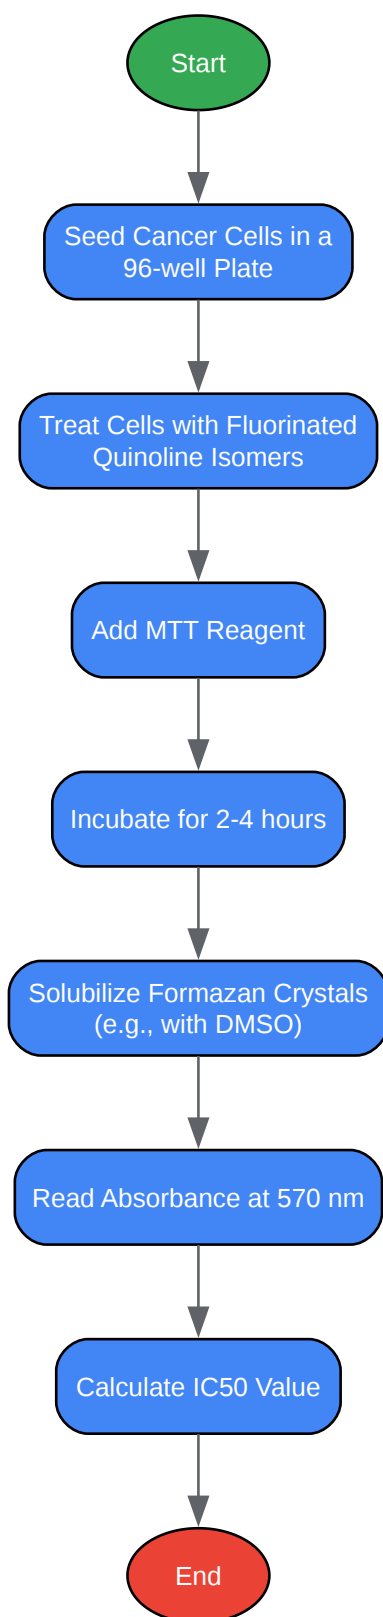 Start
Seed Cancer Cells in a
96-well Plate
Treat Cells with Fluorinated
Quinoline Isomers
Add MTT Reagent
Incubate for 2-4 hours
Solubilize Formazan Crystals
(e.g., with DMSO)
Read Absorbance at 570 nm
Calculate IC50 Value
End